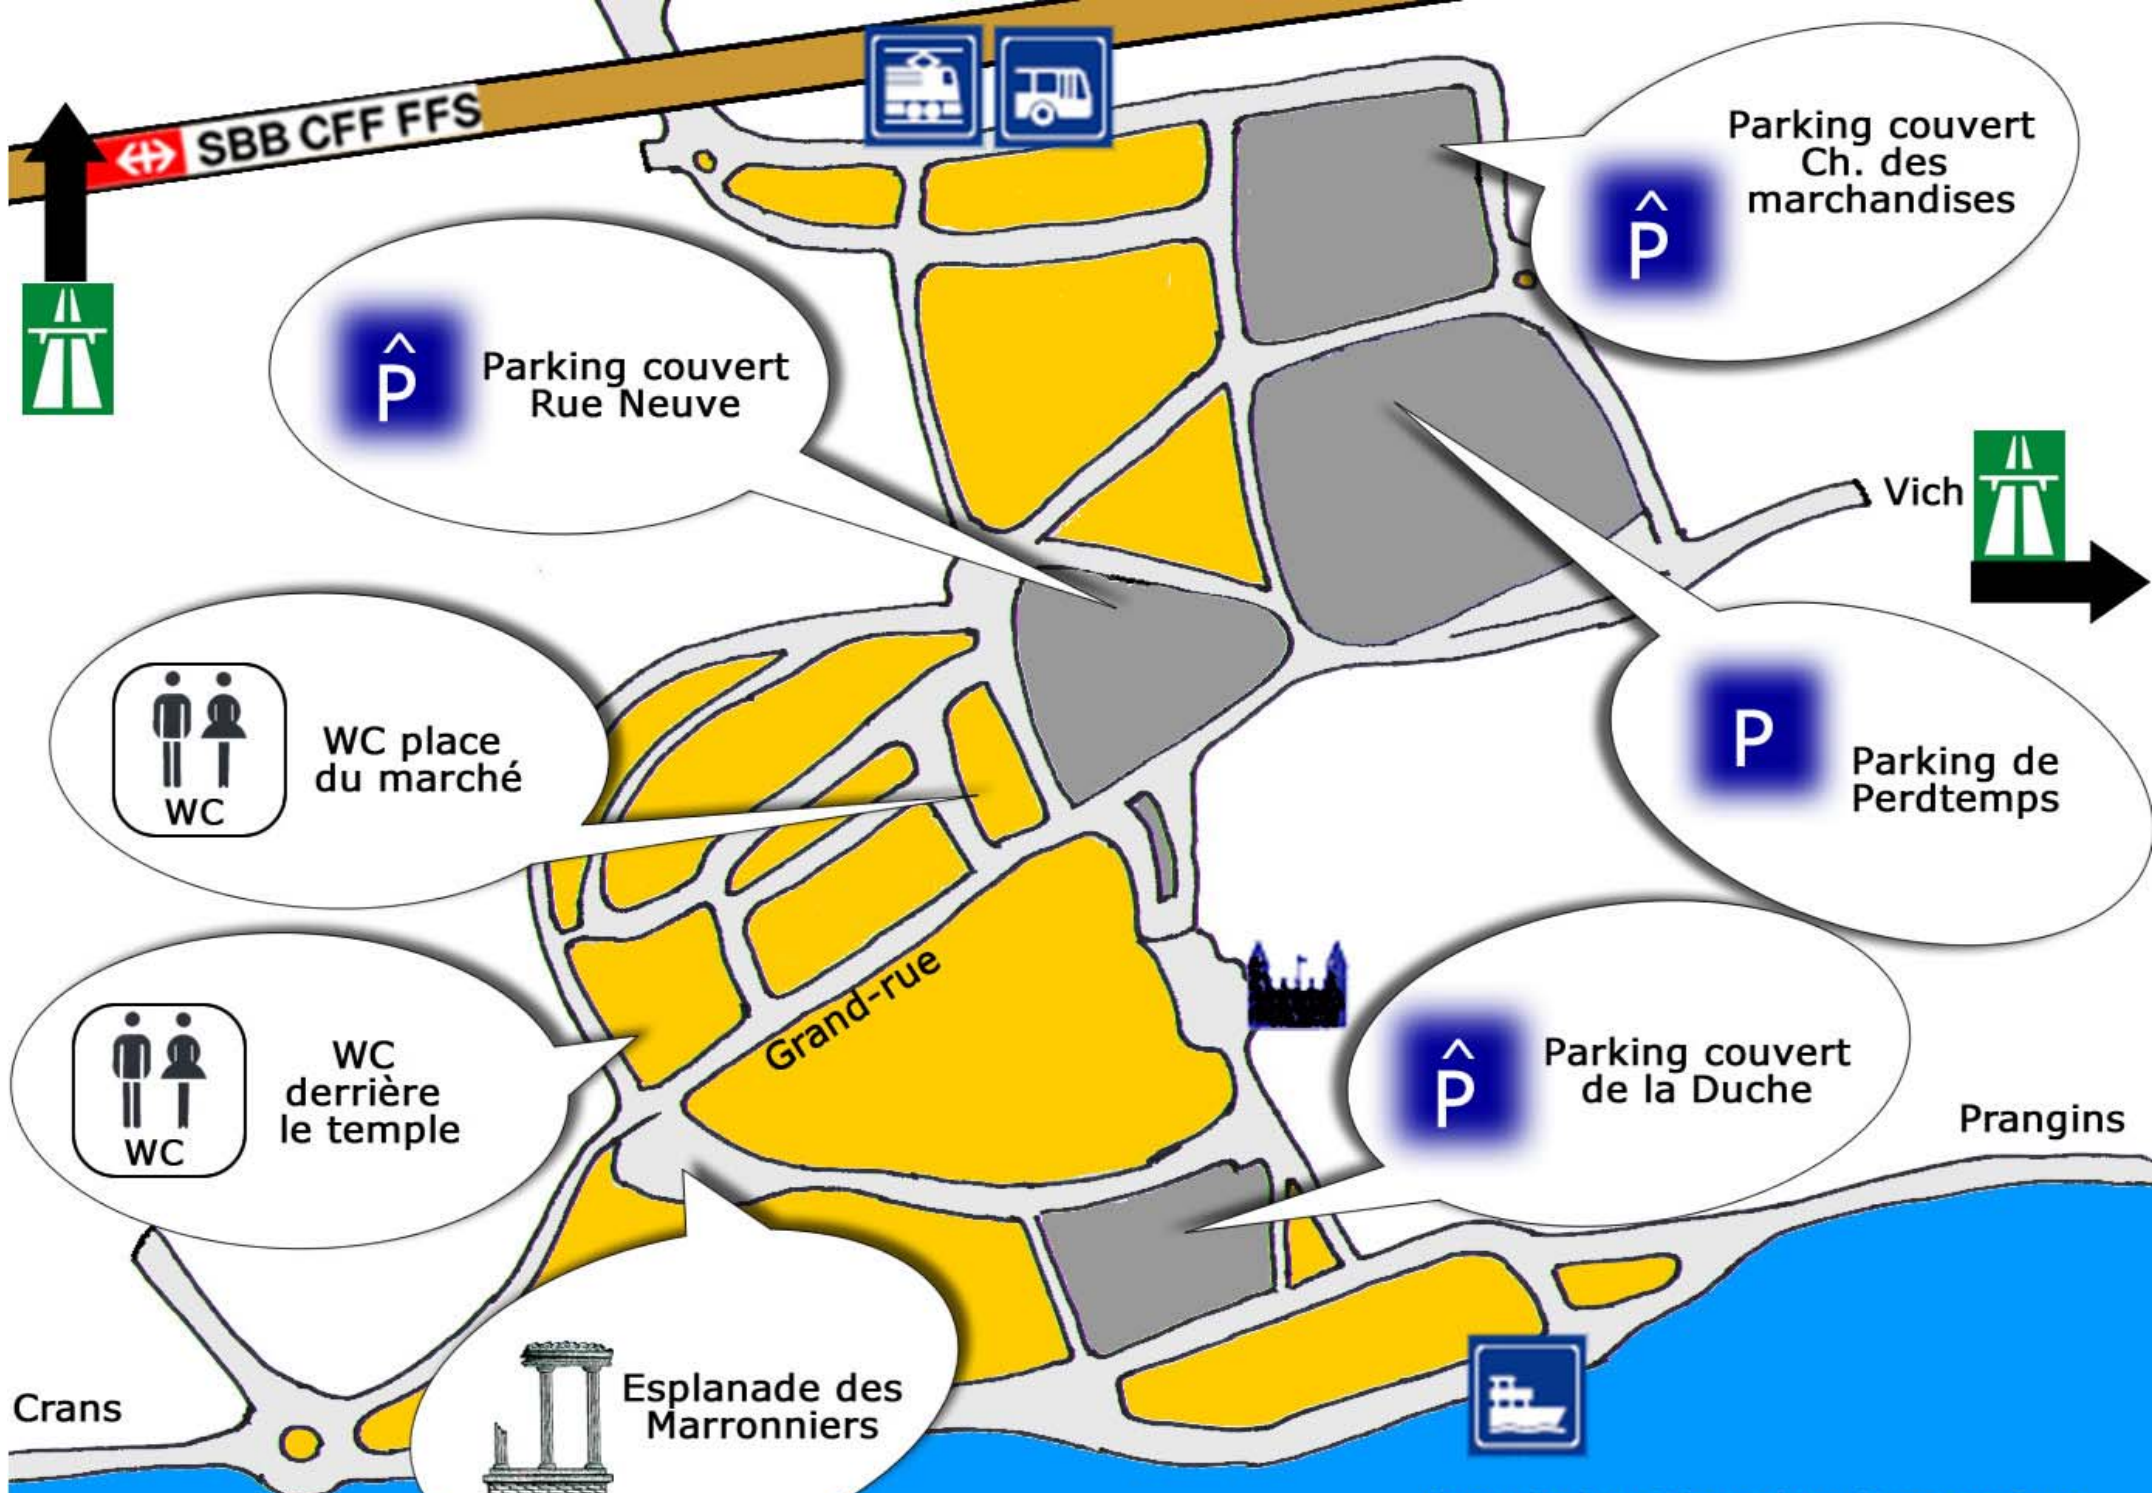 SBB CFF FFS
Parking couvert
Ch. des
marchandises
P
P
Parking couvert
Rue Neuve
Vich
WC place
du marché
WC
P
Parking de
Perdtemps
Grand-rue
WC
derrière
le temple
WC
P
Parking couvert
de la Duche
Prangins
Esplanade des
Marronniers
Crans